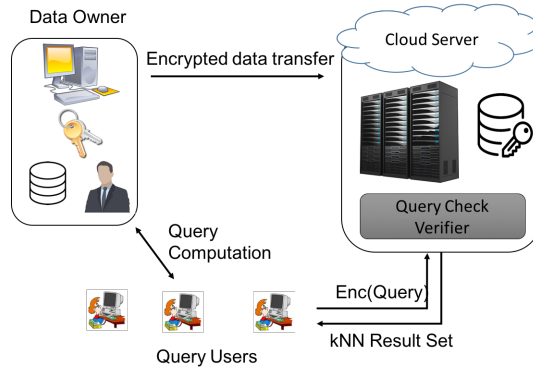 Data Owner
Cloud Server
Encrypted data transfer
Query Check
Verifier
Query
Computation
Enc(Query)
kNN Result Set
Query Users